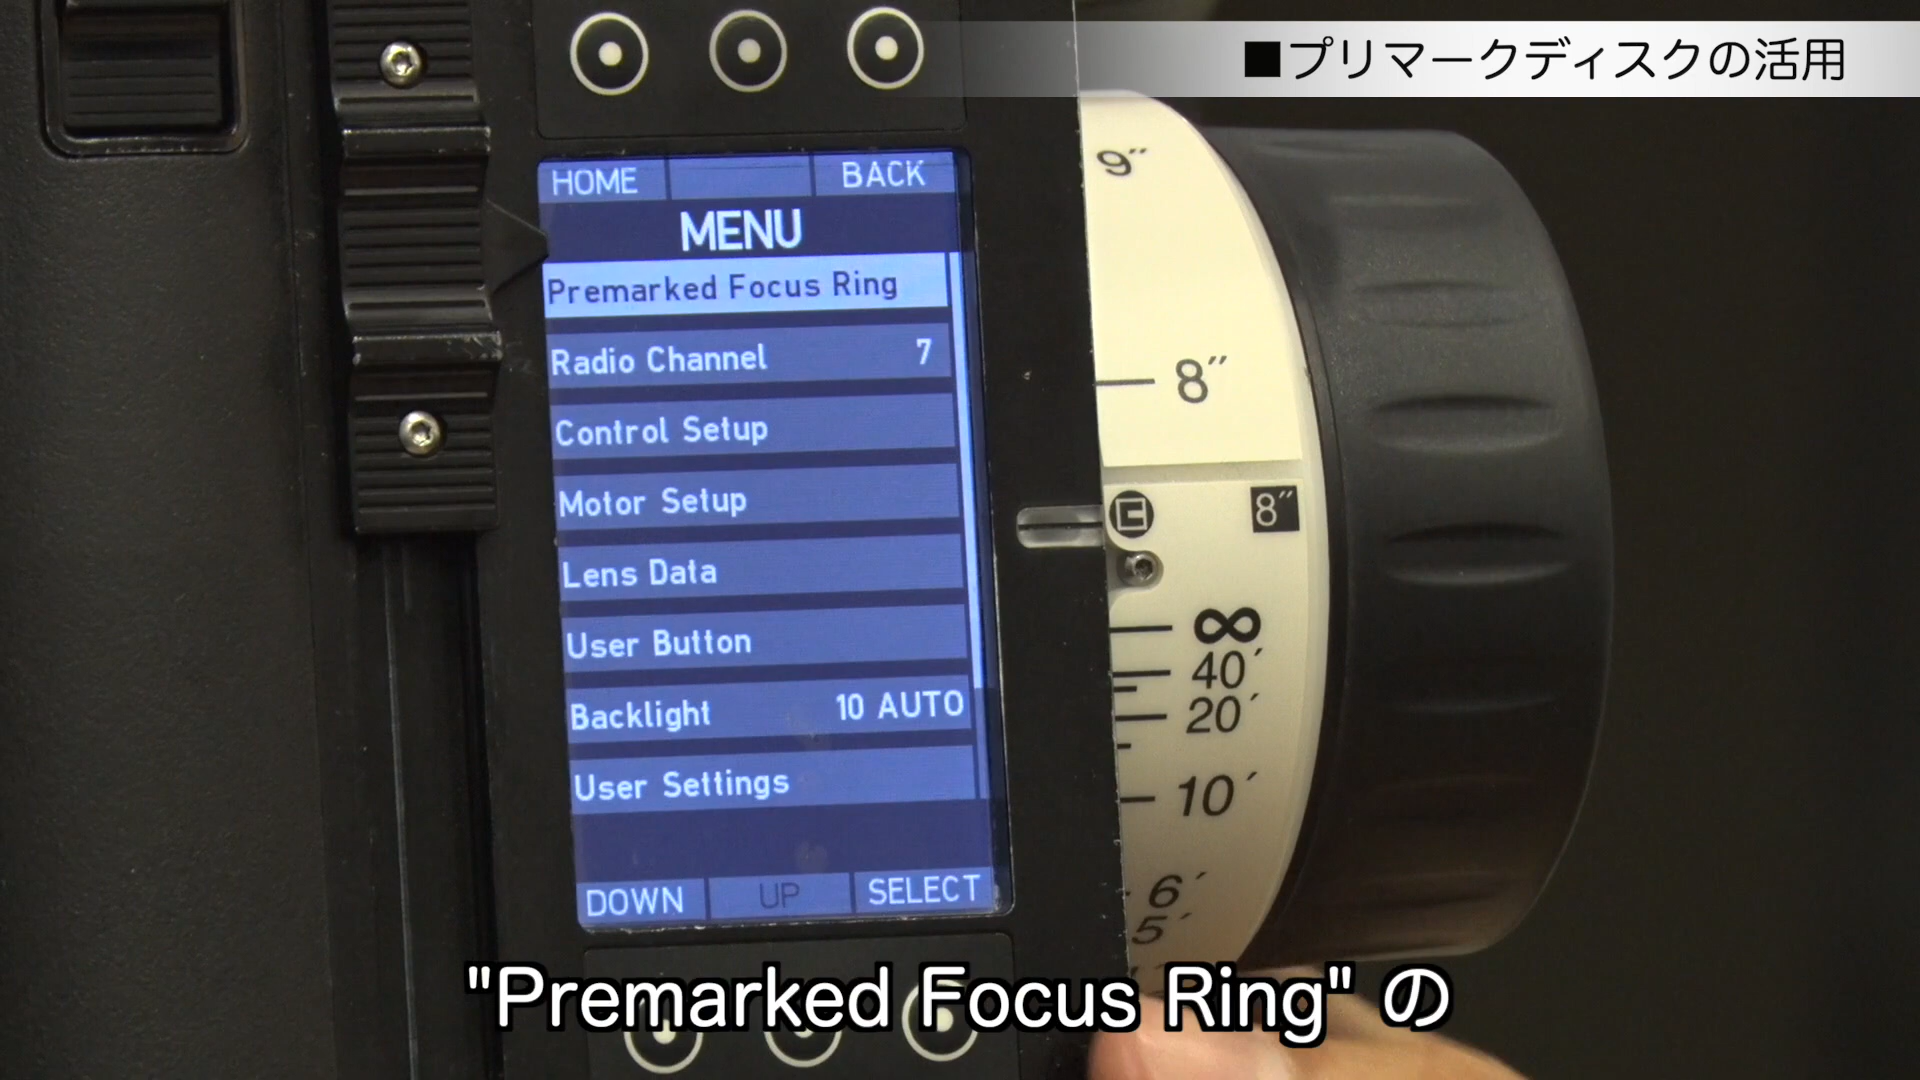 ■プリマークディスクの活用
HOME
BACK
MENU
Premarked Focus Ring
Radio Channel 7
Control Setup
Motor Setup
Lens Data
User Button
Backlight 10 AUTO
User Settings
DOWN UP SELECT
9″
8″
E 8″
∞
40′
20′
10′
6′
5′
"Premarked Focus Ring" の